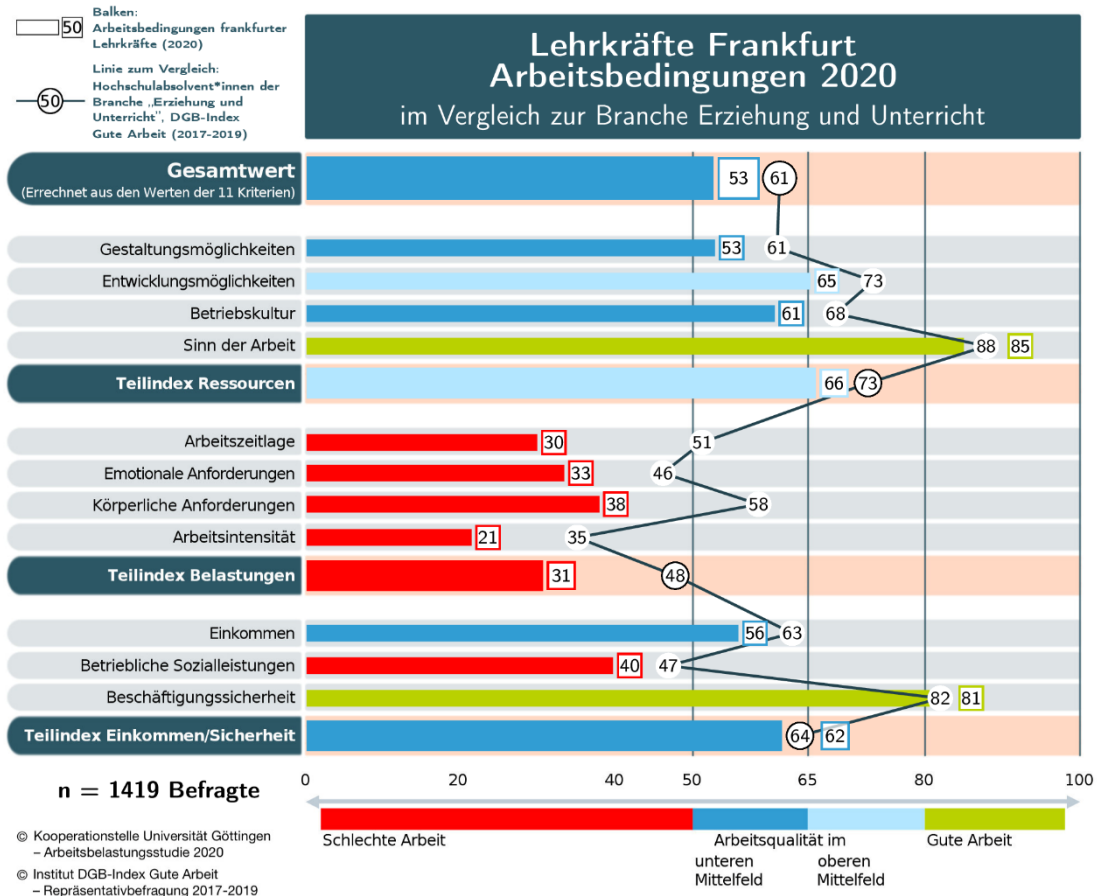 Balken:
50 Arbeitsbedingungen frankfurter
Lehrkräfte (2020)
Linie zum Vergleich:
Hochschulabsolvent*innen der
50 Branche „Erziehung und
Unterricht", DGB-Index
Gute Arbeit (2017-2019)
Lehrkräfte Frankfurt
Arbeitsbedingungen 2020
im Vergleich zur Branche Erziehung und Unterricht
Gesamtwert
(Errechnet aus den Werten der 11 Kriterien)
53 61
Gestaltungsmöglichkeiten 53 61
Entwicklungsmöglichkeiten 65 73
Betriebskultur 61 68
Sinn der Arbeit 88 85
Teilindex Ressourcen 66 73
Arbeitszeitlage 30 51
Emotionale Anforderungen 33 46
Körperliche Anforderungen 38 58
Arbeitsintensität 21 35
Teilindex Belastungen 31 48
Einkommen 56 63
Betriebliche Sozialleistungen 40 47
Beschäftigungssicherheit 82 81
Teilindex Einkommen/Sicherheit 64 62
0 20 40 50 65 80 100
n = 1419 Befragte
Schlechte Arbeit
Arbeitsqualität im
unteren
Mittelfeld
oberen
Mittelfeld
Gute Arbeit
© Kooperationstelle Universität Göttingen
– Arbeitsbelastungsstudie 2020
© Institut DGB-Index Gute Arbeit
– Repräsentativbefragung 2017-2019